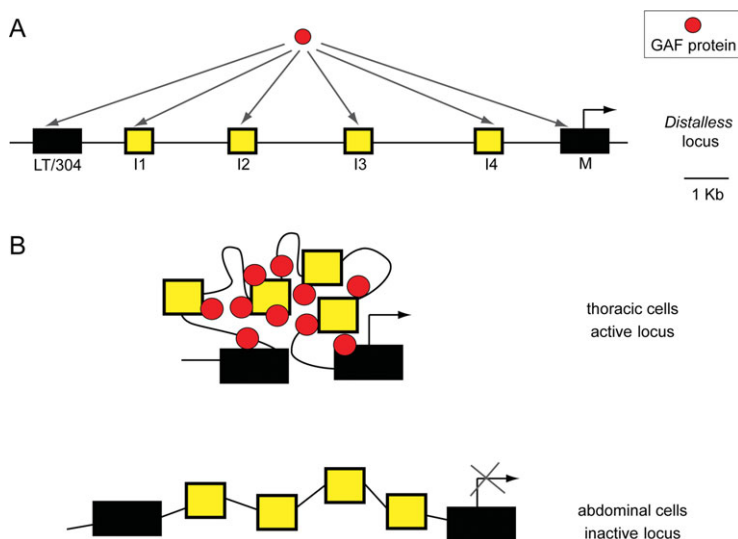 A
GAF protein
Distalless
locus
LT/304
I1
I2
I3
I4
M
1 Kb
B
thoracic cells
active locus
abdominal cells
inactive locus